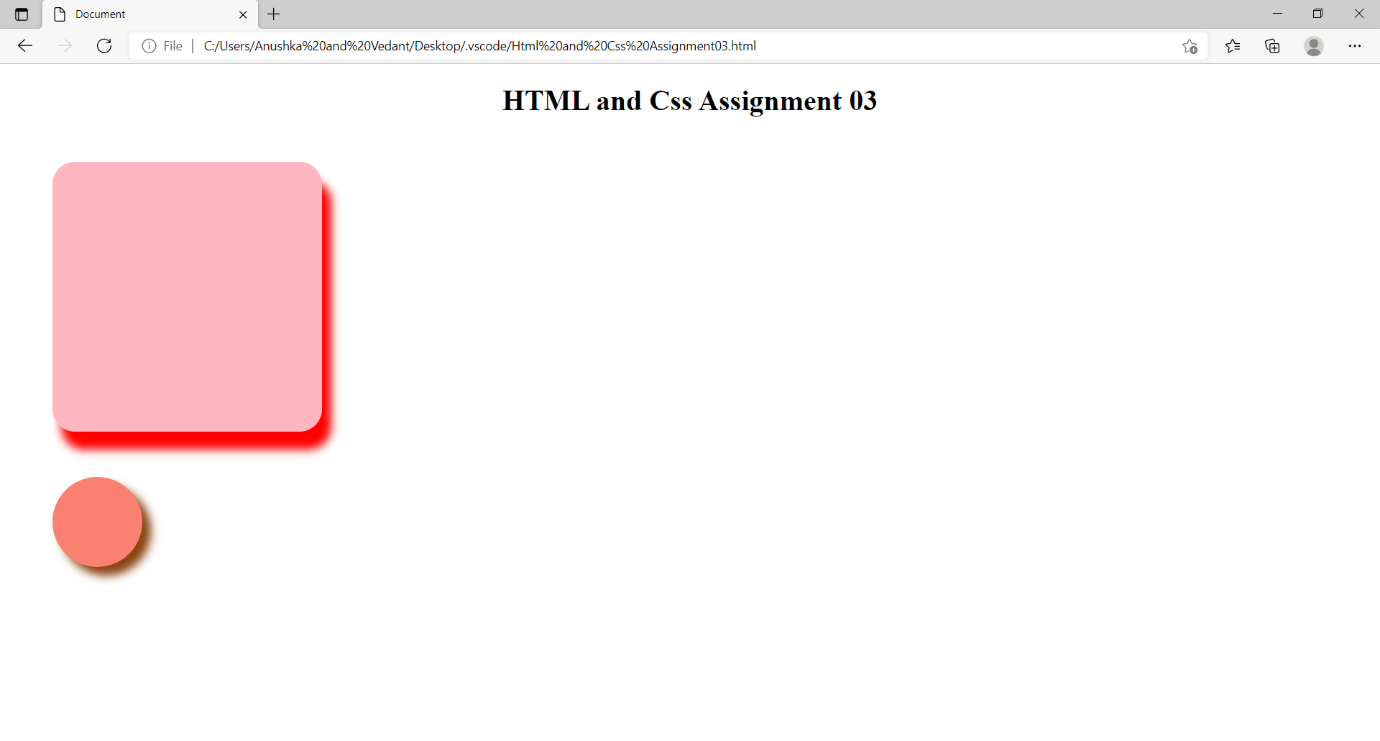 Document
File | C:/Users/Anushka%20and%20Vedant/Desktop/.vscode/Html%20and%20Css%20Assignment03.html
HTML and Css Assignment 03